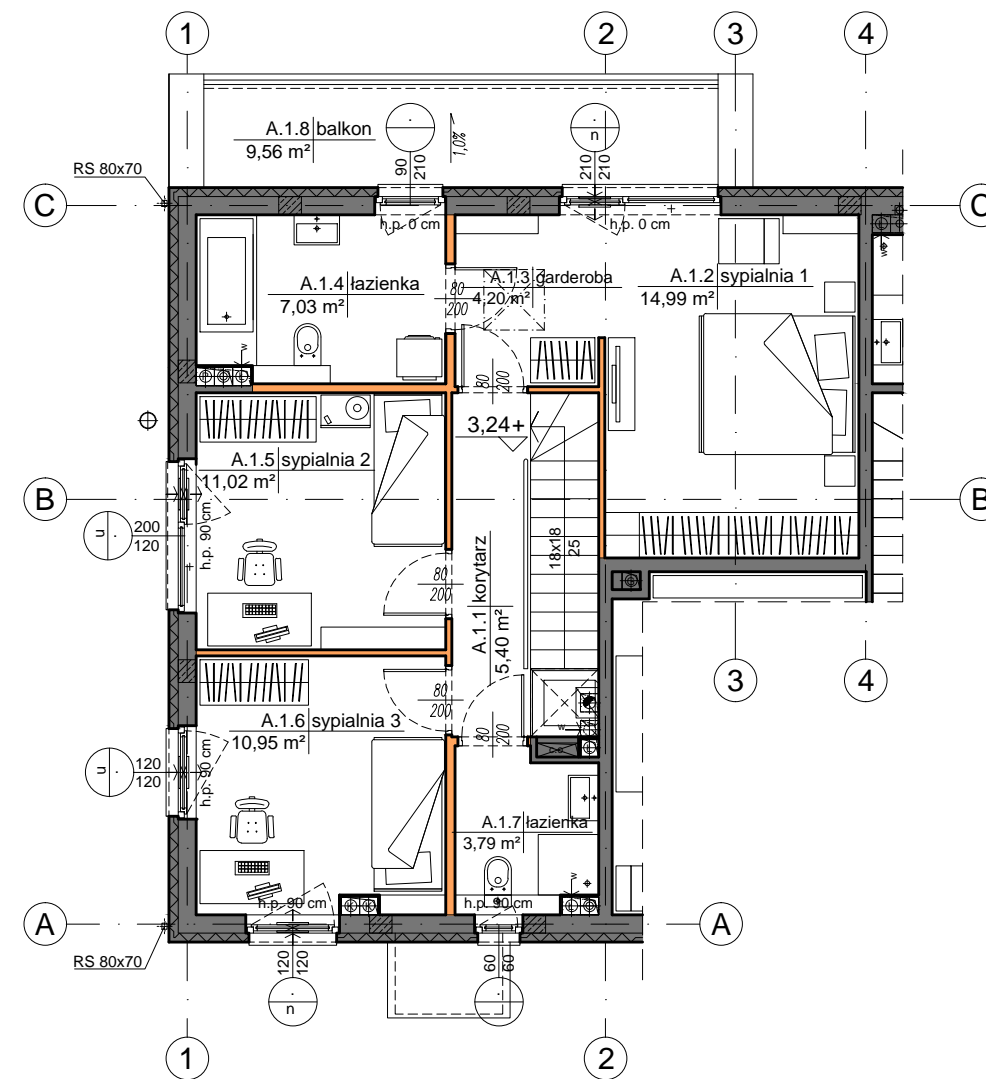 1
2
3
4
A.1.8 balkon
9,56 m²
1,0%
90
210
n
210
210
RS 80x70
C
C
h.p. 0 cm
h.p. 0 cm
A.1.4 łazienka
7,03 m²
80
200
A.1.3 garderoba
4,20 m²
A.1.2 sypialnia 1
14,99 m²
w
w
80
200
3,24+
A.1.5 sypialnia 2
11,02 m²
B
B
u
200
120
h.p. 90 cm
18x18
25
80
200
A.1.1 korytarz
5,40 m²
3
4
80
200
A.1.6 sypialnia 3
10,95 m²
80
200
w
u
120
120
h.p. 90 cm
A.1.7 łazienka
3,79 m²
w
h.p. 90 cm
h.p. 90 cm
A
A
RS 80x70
120
120
n
60
60
1
2